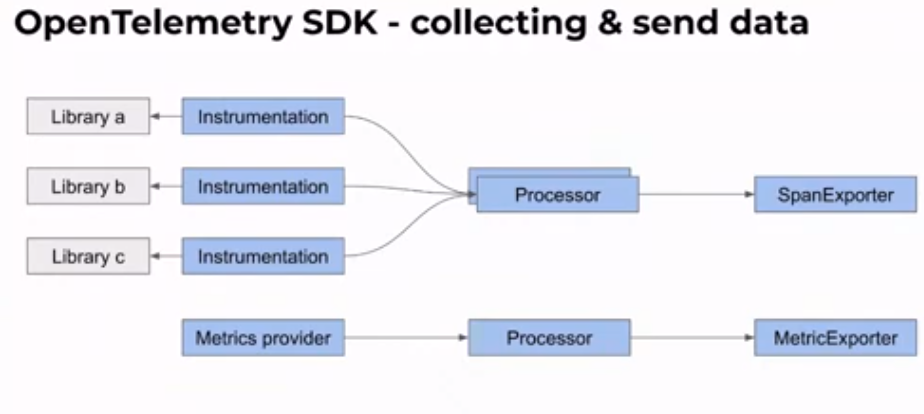 OpenTelemetry SDK - collecting & send data
Library a
Instrumentation
Library b
Instrumentation
Processor
SpanExporter
Library c
Instrumentation
Metrics provider
Processor
MetricExporter